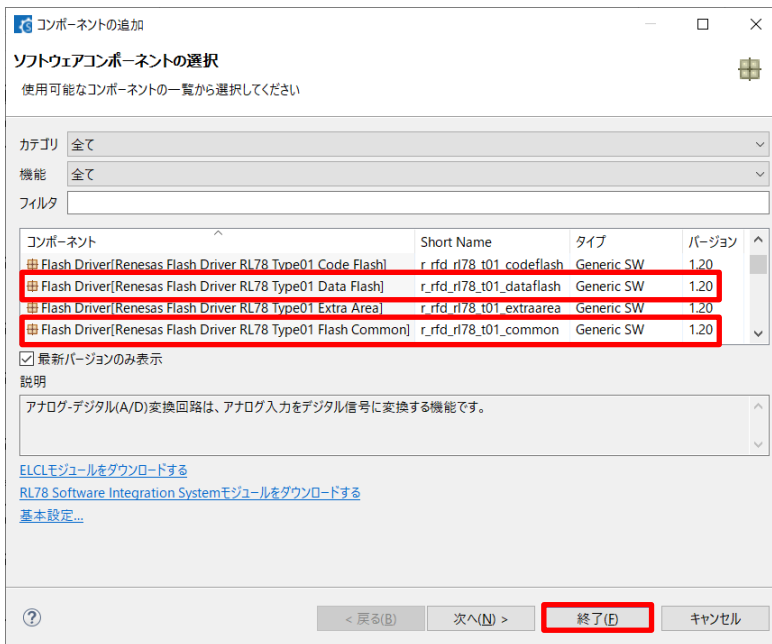 コンポーネントの追加
ソフトウェアコンポーネントの選択
使用可能なコンポーネントの一覧から選択してください
カテゴリ 全て
機能 全て
フィルタ
コンポーネント Short Name タイプ バージョン
Flash Driver[Renesas Flash Driver RL78 Type01 Code Flash] r_rfd_rl78_t01_codeflash Generic SW 1.20
Flash Driver[Renesas Flash Driver RL78 Type01 Data Flash] r_rfd_rl78_t01_dataflash Generic SW 1.20
Flash Driver[Renesas Flash Driver RL78 Type01 Extra Area] r_rfd_rl78_t01_extraarea Generic SW 1.20
Flash Driver[Renesas Flash Driver RL78 Type01 Flash Common] r_rfd_rl78_t01_common Generic SW 1.20
最新バージョンのみ表示
説明
アナログ-デジタル(A/D)変換回路は、アナログ入力をデジタル信号に変換する機能です。
ELCLモジュールをダウンロードする
RL78 Software Integration Systemモジュールをダウンロードする
基本設定...
< 戻る(B) 次へ(N) > 終了(F) キャンセル